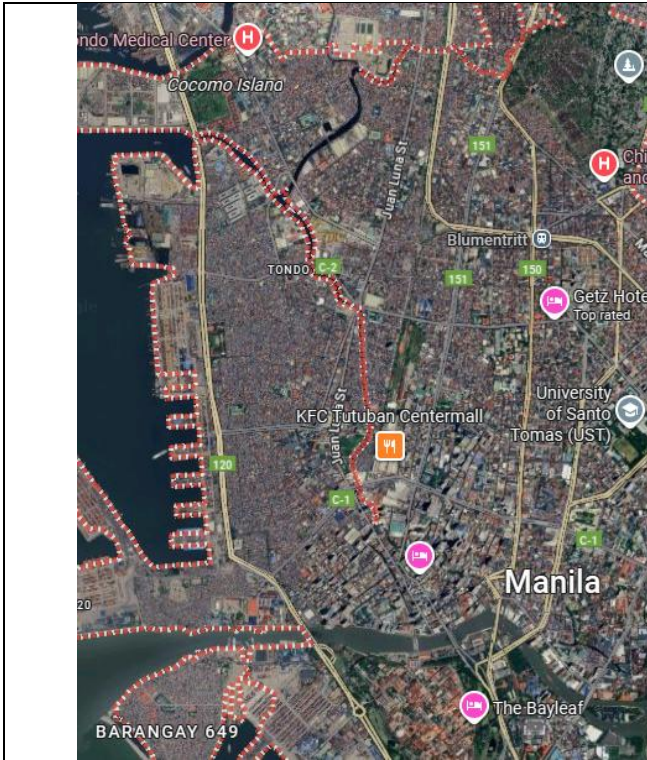 ndo Medical Center
H
Cocomo Island
151
Juan Luna St
H
Chi
and
Blumentritt
TONDO
C-2
151
150
Getz Hote
Top rated
University
of Santo
Tomas (UST)
KFC Tutuban Centermall
Juan Luna St
120
C-1
C-1
Manila
20
The Bayleaf
BARANGAY 649